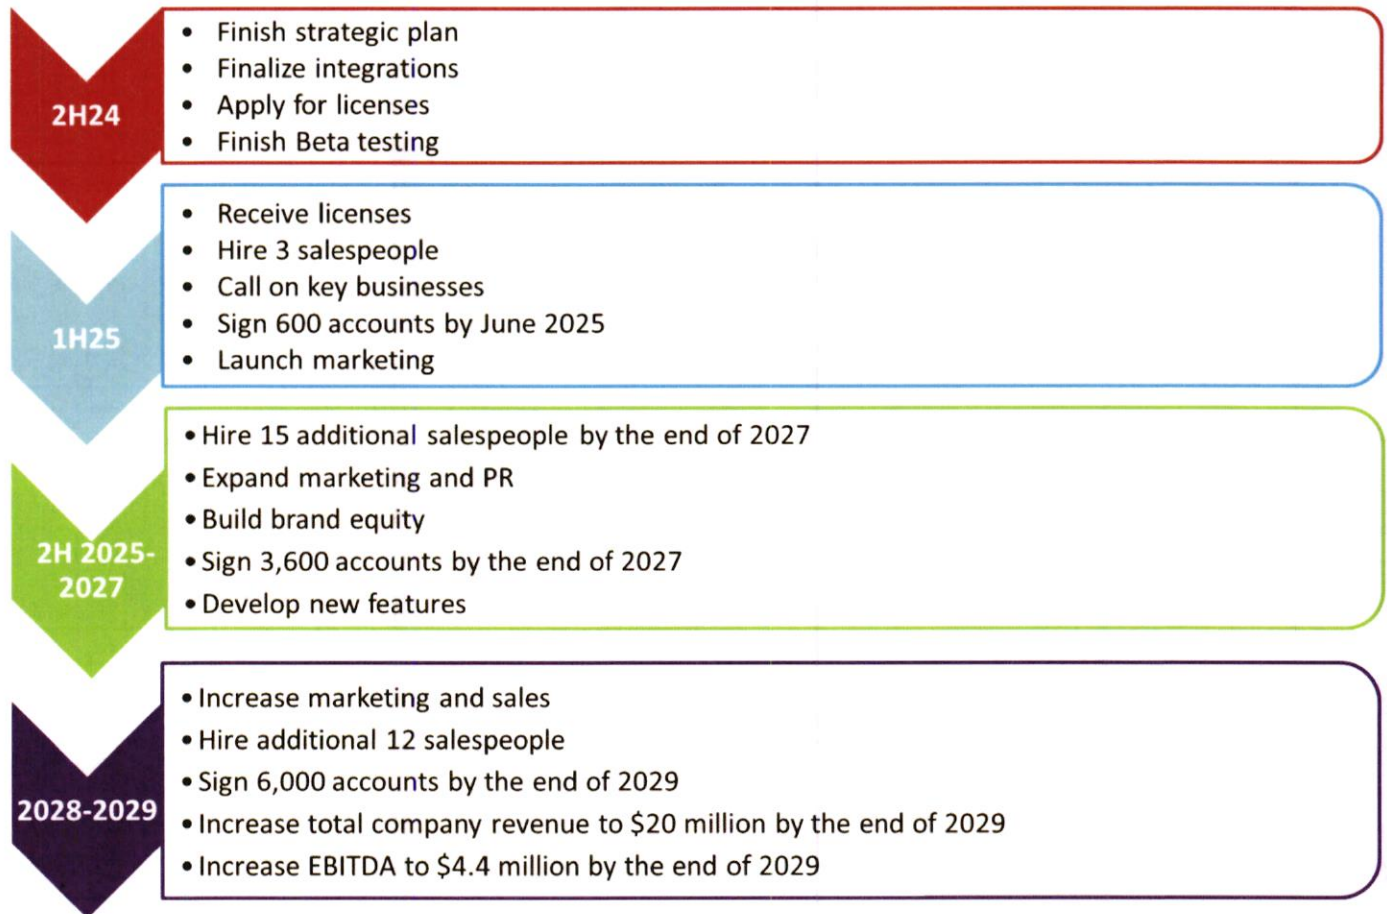 2H24
• Finish strategic plan
• Finalize integrations
• Apply for licenses
• Finish Beta testing
1H25
• Receive licenses
• Hire 3 salespeople
• Call on key businesses
• Sign 600 accounts by June 2025
• Launch marketing
2H 2025-
2027
• Hire 15 additional salespeople by the end of 2027
• Expand marketing and PR
• Build brand equity
• Sign 3,600 accounts by the end of 2027
• Develop new features
2028-2029
• Increase marketing and sales
• Hire additional 12 salespeople
• Sign 6,000 accounts by the end of 2029
• Increase total company revenue to $20 million by the end of 2029
• Increase EBITDA to $4.4 million by the end of 2029